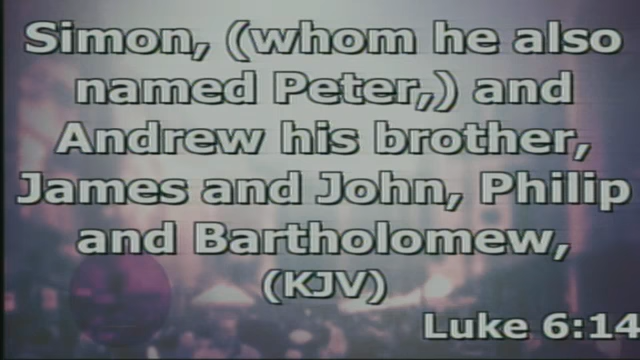 Simon, (whom he also
named Peter,) and
Andrew his brother,
James and John, Philip
and Bartholomew,
(KJV)
Luke 6:14